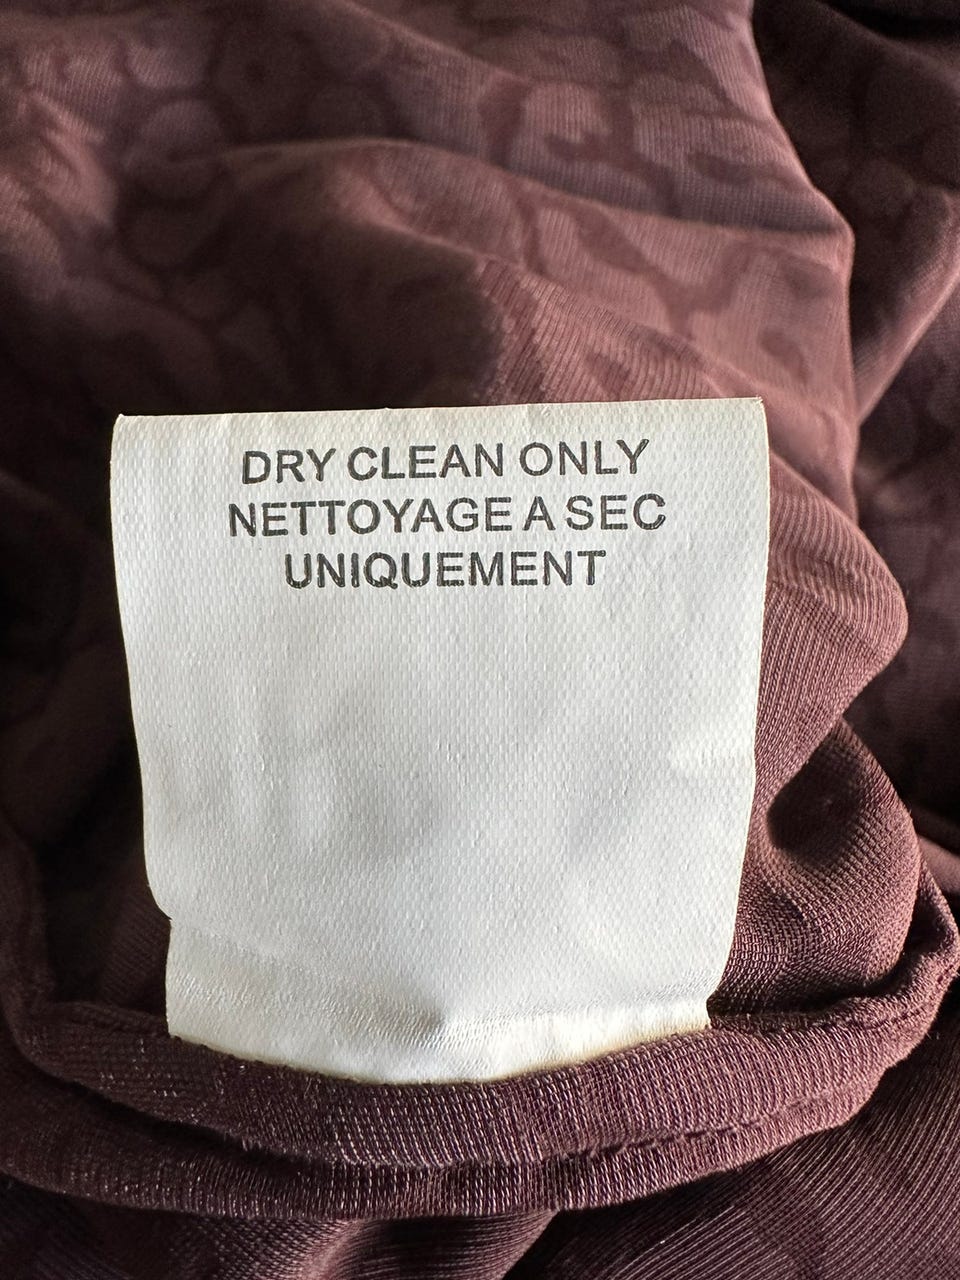 DRY CLEAN ONLY
NETTOYAGE A SEC
UNIQUEMENT